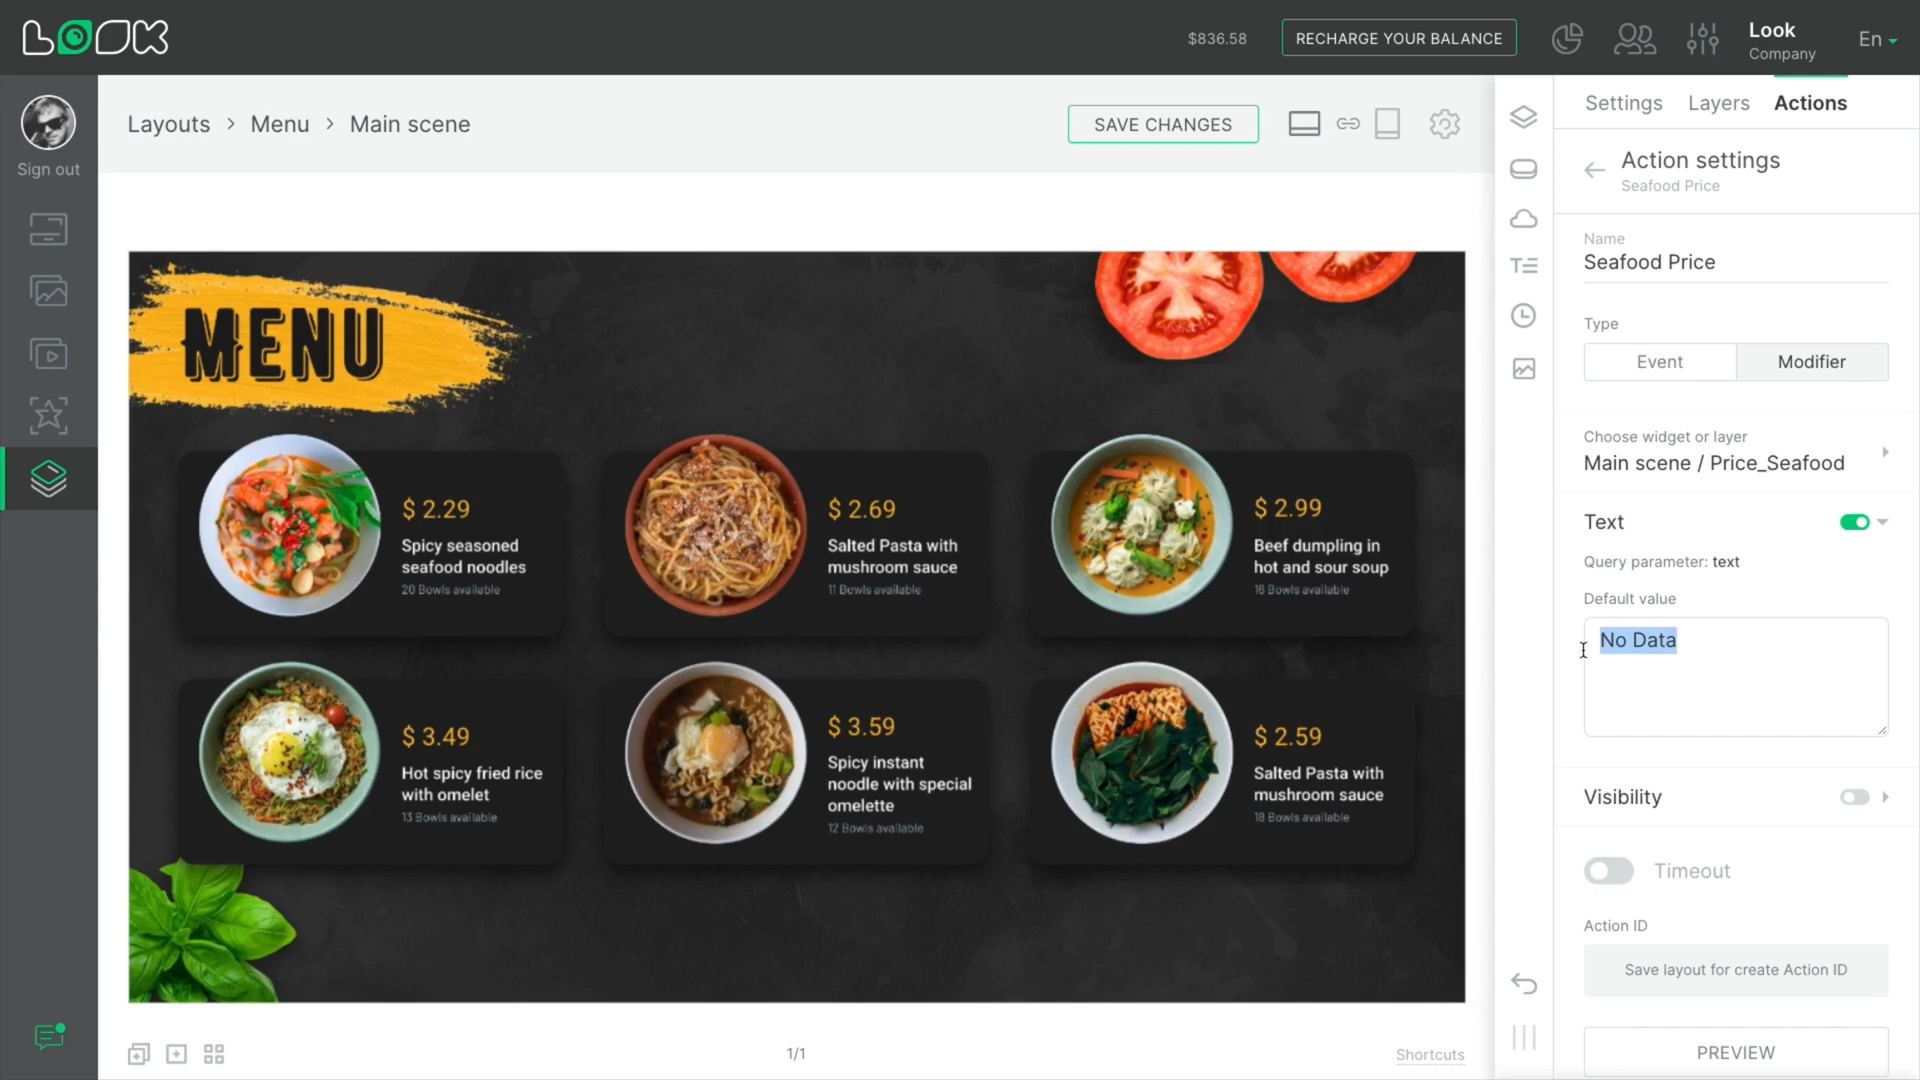 LOOK
$836.58
RECHARGE YOUR BALANCE
Look
Company
En
Sign out
Layouts > Menu > Main scene
SAVE CHANGES
MENU
$ 2.29
Spicy seasoned
seafood noodles
20 Bowls available
$ 2.69
Salted Pasta with
mushroom sauce
11 Bowls available
$ 2.99
Beef dumpling in
hot and sour soup
16 Bowls available
$ 3.49
Hot spicy fried rice
with omelet
13 Bowls available
$ 3.59
Spicy instant
noodle with special
omelette
12 Bowls available
$ 2.59
Salted Pasta with
mushroom sauce
18 Bowls available
1/1
Shortcuts
Settings Layers Actions
Action settings
Seafood Price
Name
Seafood Price
Type
Event Modifier
Choose widget or layer
Main scene / Price_Seafood
Text
Query parameter: text
Default value
No Data
Visibility
Timeout
Action ID
Save layout for create Action ID
PREVIEW